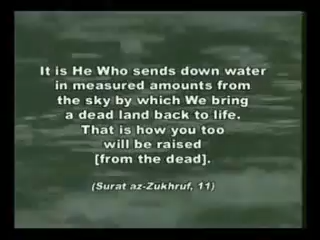 It is He Who sends down water
in measured amounts from
the sky by which We bring
a dead land back to life.
That is how you too
will be raised
[from the dead].
(Surat az-Zukhruf, 11)